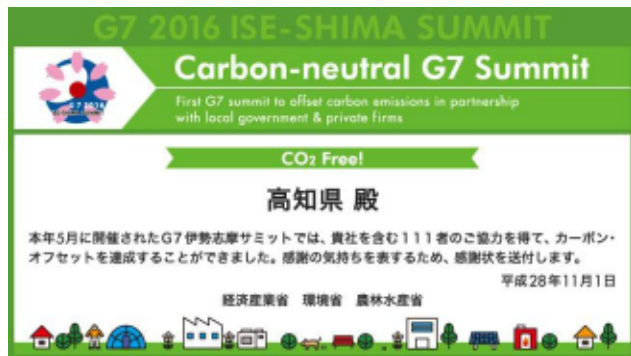 G7 2016 ISE-SHIMA SUMMIT
Carbon-neutral G7 Summit
First G7 summit to offset carbon emissions in partnership
with local government & private firms
CO2 Free!
高知県 殿
本年5月に開催されたG7伊勢志摩サミットでは、貴社を含む111者のご協力を得て、カーボン・
オフセットを達成することができました。感謝の気持ちを表するため、感謝状を送付します。
平成28年11月1日
経済産業省 環境省 農林水産省